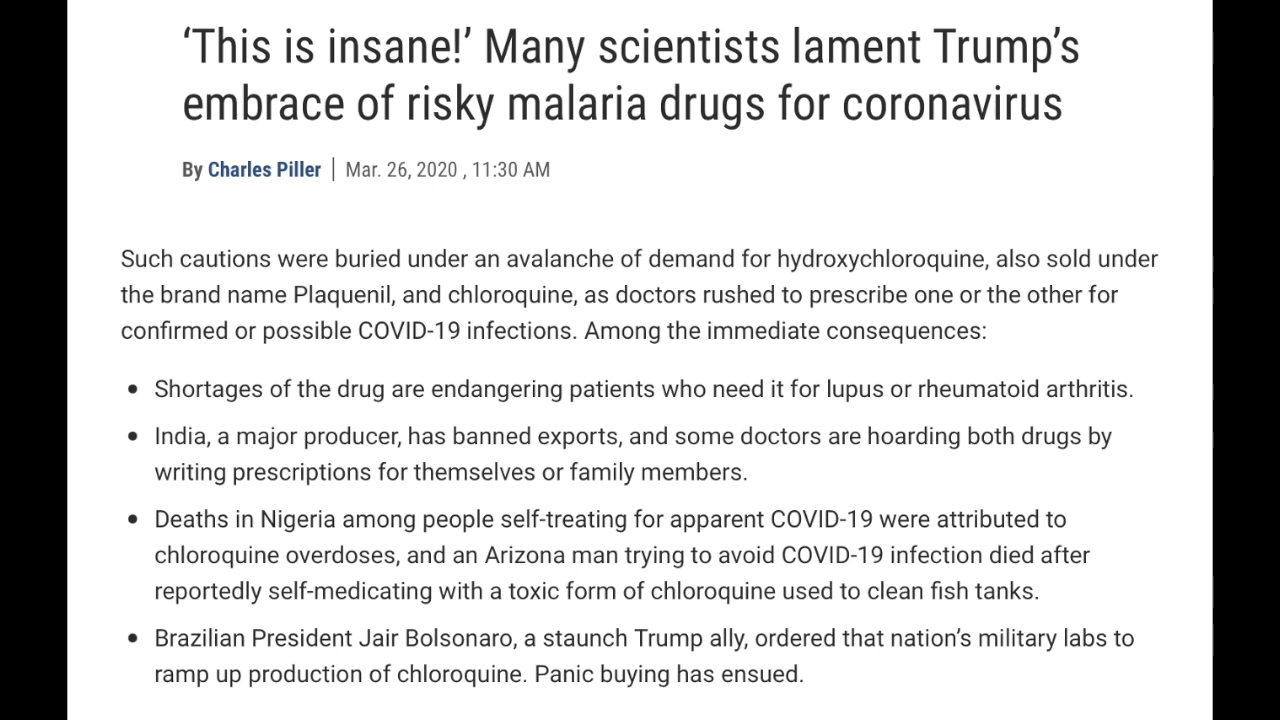 ‘This is insane!’ Many scientists lament Trump’s
embrace of risky malaria drugs for coronavirus
By Charles Piller | Mar. 26, 2020 , 11:30 AM
Such cautions were buried under an avalanche of demand for hydroxychloroquine, also sold under
the brand name Plaquenil, and chloroquine, as doctors rushed to prescribe one or the other for
confirmed or possible COVID-19 infections. Among the immediate consequences:
• Shortages of the drug are endangering patients who need it for lupus or rheumatoid arthritis.
• India, a major producer, has banned exports, and some doctors are hoarding both drugs by
writing prescriptions for themselves or family members.
• Deaths in Nigeria among people self-treating for apparent COVID-19 were attributed to
chloroquine overdoses, and an Arizona man trying to avoid COVID-19 infection died after
reportedly self-medicating with a toxic form of chloroquine used to clean fish tanks.
• Brazilian President Jair Bolsonaro, a staunch Trump ally, ordered that nation’s military labs to
ramp up production of chloroquine. Panic buying has ensued.